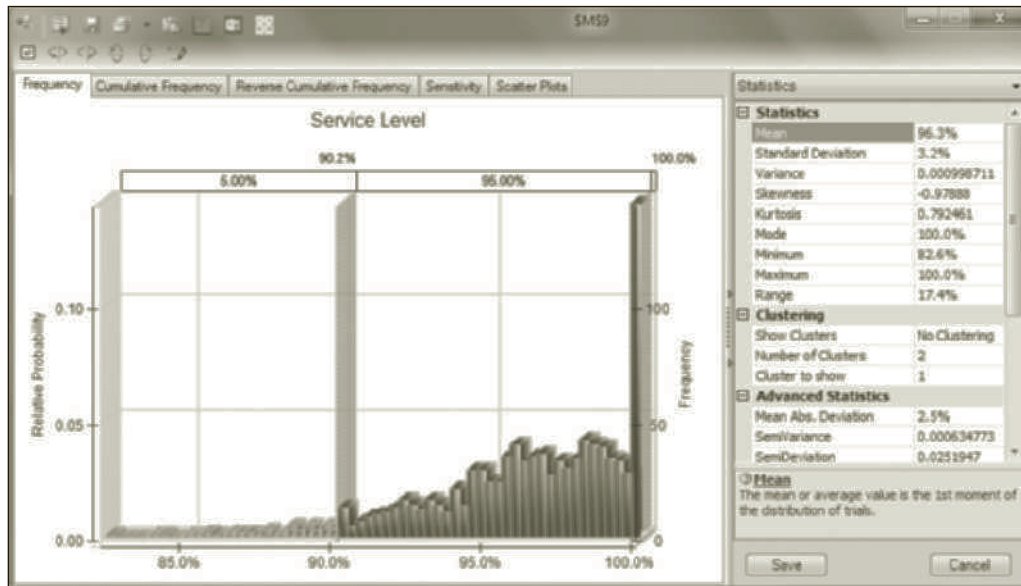 $M$9
Frequency Cumulative Frequency Reverse Cumulative Frequency Sensitivity Scatter Plots
Service Level
90.2% 100.0%
5.00% 95.00%
Relative Probability
0.10
0.05
0.00
Frequency
100
50
0
85.0% 90.0% 95.0% 100.0%
Statistics
Statistics
Mean 96.3%
Standard Deviation 3.2%
Variance 0.000998711
Skewness -0.97888
Kurtosis 0.792461
Mode 100.0%
Minimum 82.6%
Maximum 100.0%
Range 17.4%
Clustering
Show Clusters No Clustering
Number of Clusters 2
Cluster to show 1
Advanced Statistics
Mean Abs. Deviation 2.5%
SemiVariance 0.000634773
SemiDeviation 0.0251947
Mean
The mean or average value is the 1st moment of
the distribution of trials.
Save Cancel